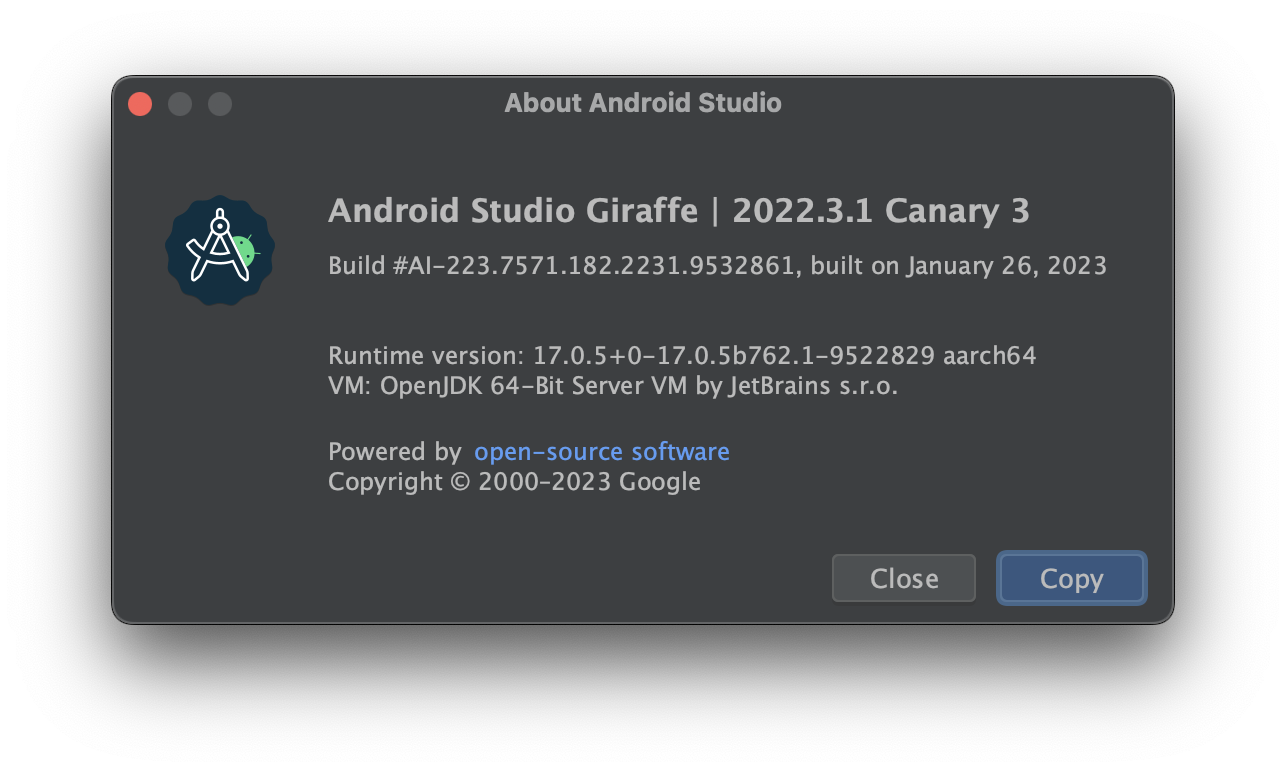 About Android Studio
Android Studio Giraffe | 2022.3.1 Canary 3
Build #AI-223.7571.182.2231.9532861, built on January 26, 2023
Runtime version: 17.0.5+0-17.0.5b762.1-9522829 aarch64
VM: OpenJDK 64-Bit Server VM by JetBrains s.r.o.
Powered by open-source software
Copyright © 2000-2023 Google
Close Copy